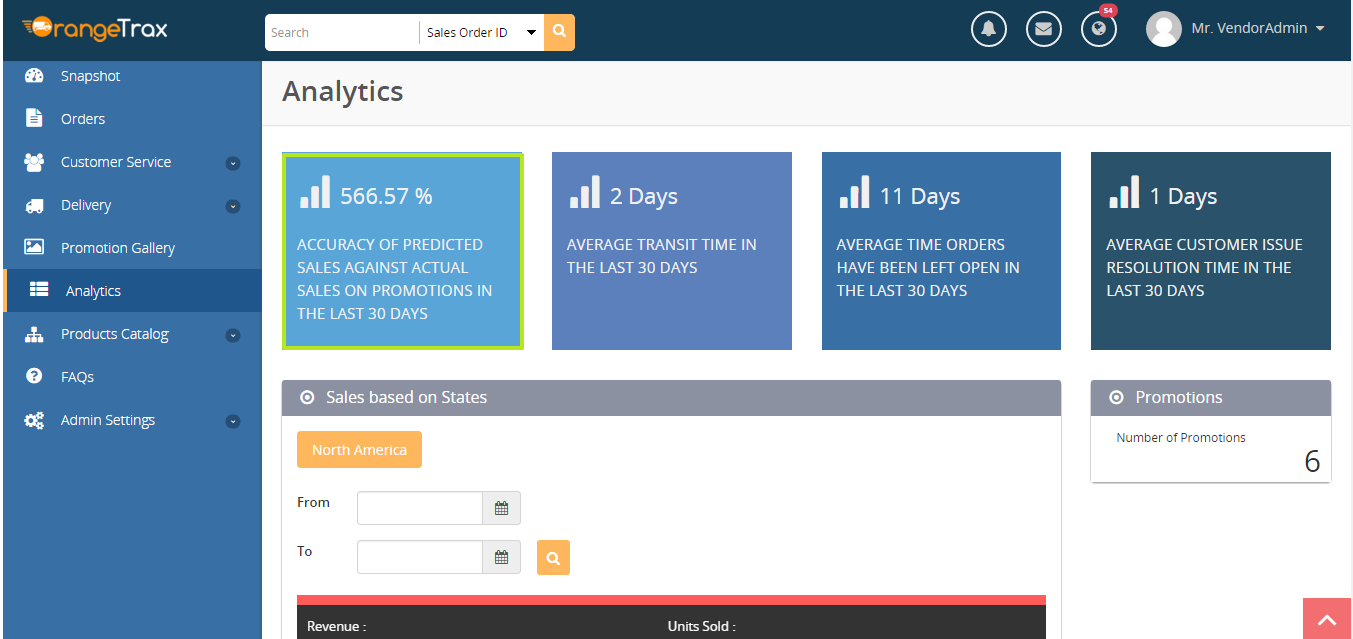 OrangeTrax
Search
Sales Order ID
54
Mr. VendorAdmin
Snapshot
Orders
Customer Service
Delivery
Promotion Gallery
Analytics
Products Catalog
FAQs
Admin Settings
Analytics
566.57 %
ACCURACY OF PREDICTED
SALES AGAINST ACTUAL
SALES ON PROMOTIONS IN
THE LAST 30 DAYS
2 Days
AVERAGE TRANSIT TIME IN
THE LAST 30 DAYS
11 Days
AVERAGE TIME ORDERS
HAVE BEEN LEFT OPEN IN
THE LAST 30 DAYS
1 Days
AVERAGE CUSTOMER ISSUE
RESOLUTION TIME IN THE
LAST 30 DAYS
Sales based on States
North America
From
To
Revenue :
Units Sold :
Promotions
Number of Promotions
6